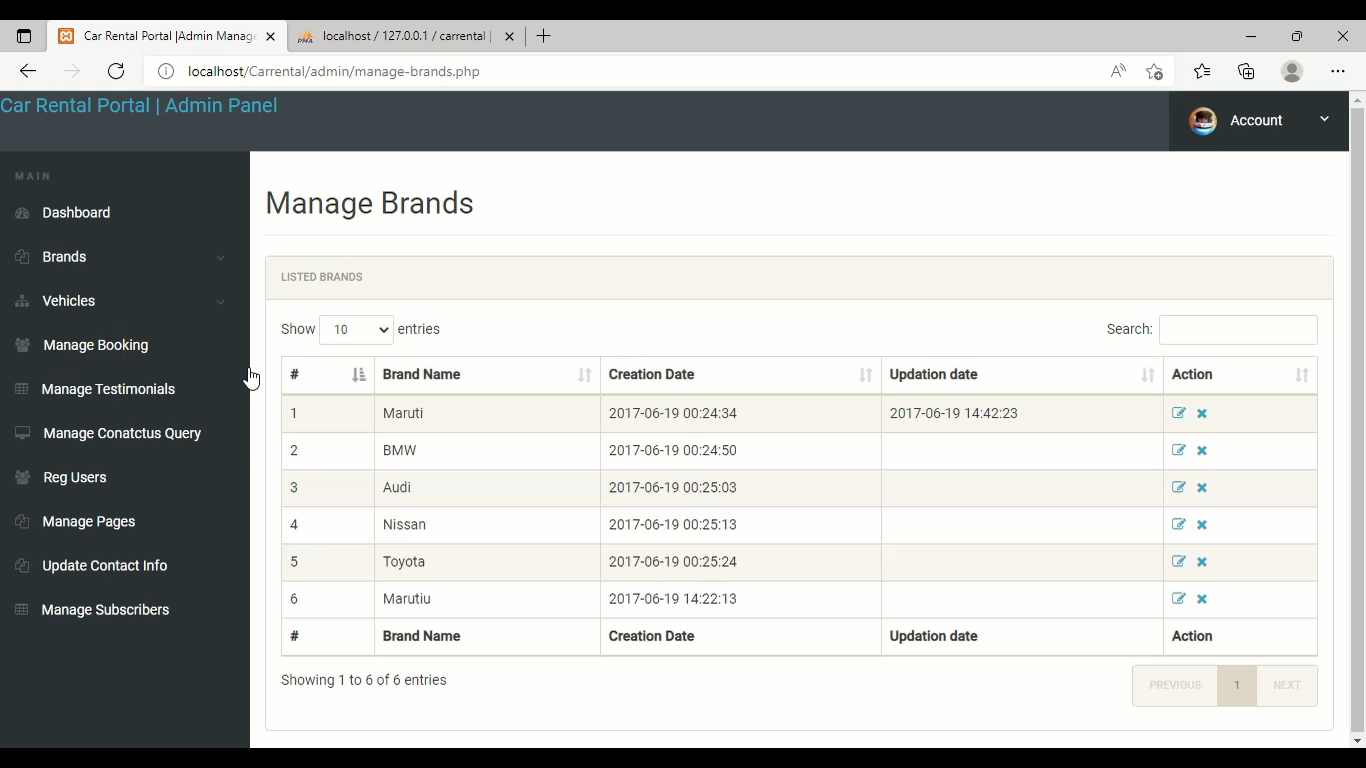 Car Rental Portal |Admin Manage
localhost / 127.0.0.1 / carrental |
localhost/Carrental/admin/manage-brands.php
Car Rental Portal | Admin Panel
Account
MAIN
Dashboard
Brands
Vehicles
Manage Booking
Manage Testimonials
Manage Conatctus Query
Reg Users
Manage Pages
Update Contact Info
Manage Subscribers
Manage Brands
LISTED BRANDS
Show 10 entries Search:
# Brand Name Creation Date Updation date Action
1 Maruti 2017-06-19 00:24:34 2017-06-19 14:42:23
2 BMW 2017-06-19 00:24:50
3 Audi 2017-06-19 00:25:03
4 Nissan 2017-06-19 00:25:13
5 Toyota 2017-06-19 00:25:24
6 Marutiu 2017-06-19 14:22:13
# Brand Name Creation Date Updation date Action
Showing 1 to 6 of 6 entries
PREVIOUS 1 NEXT